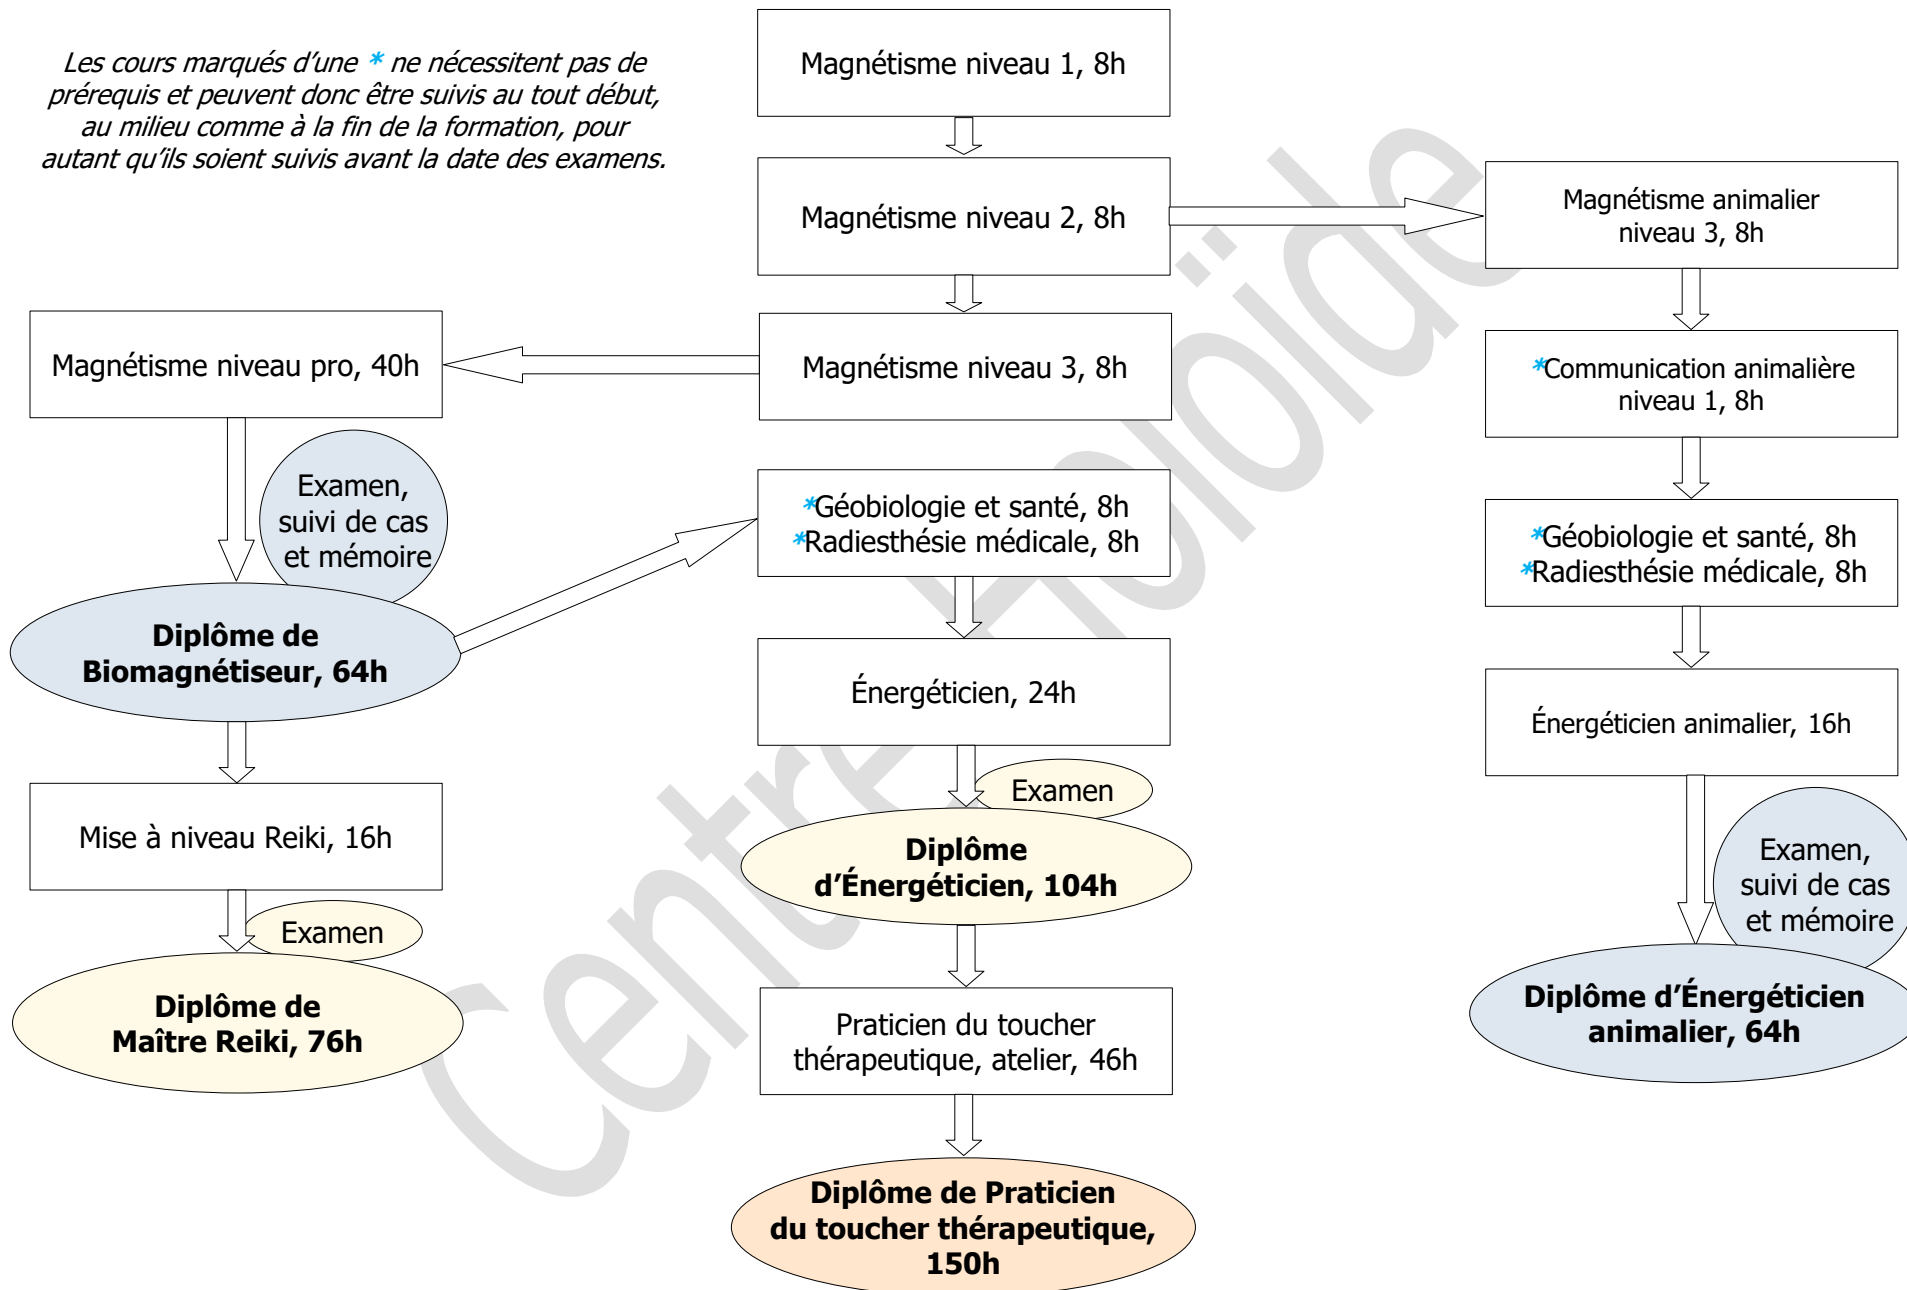 Les cours marqués d'une * ne nécessitent pas de
prérequis et peuvent donc être suivis au tout début,
au milieu comme à la fin de la formation, pour
autant qu'ils soient suivis avant la date des examens.
Magnétisme niveau 1, 8h
Magnétisme niveau 2, 8h
Magnétisme animalier
niveau 3, 8h
Magnétisme niveau pro, 40h
Magnétisme niveau 3, 8h
*Communication animalière
niveau 1, 8h
Examen,
suivi de cas
et mémoire
*Géobiologie et santé, 8h
*Radiesthésie médicale, 8h
*Géobiologie et santé, 8h
*Radiesthésie médicale, 8h
Diplôme de
Biomagnétiseur, 64h
Énergéticien, 24h
Énergéticien animalier, 16h
Mise à niveau Reiki, 16h
Examen
Diplôme
d'Énergéticien, 104h
Examen,
suivi de cas
et mémoire
Examen
Diplôme de
Maître Reiki, 76h
Praticien du toucher
thérapeutique, atelier, 46h
Diplôme d'Énergéticien
animalier, 64h
Diplôme de Praticien
du toucher thérapeutique,
150h